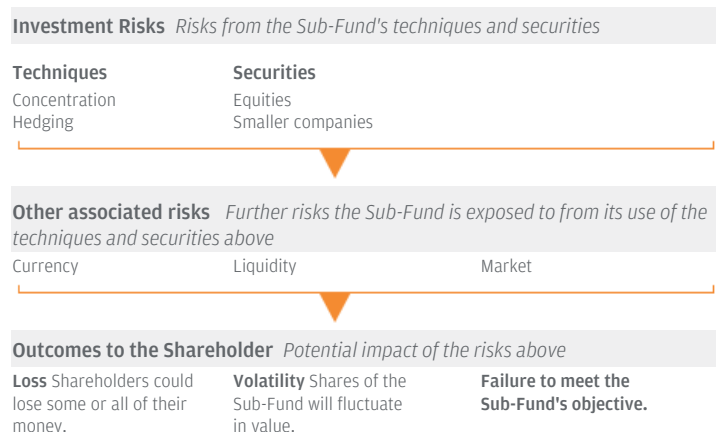 Investment Risks Risks from the Sub-Fund's techniques and securities
Techniques Securities
Concentration Equities
Hedging Smaller companies
Other associated risks Further risks the Sub-Fund is exposed to from its use of the
techniques and securities above
Currency Liquidity Market
Outcomes to the Shareholder Potential impact of the risks above
Loss Shareholders could
lose some or all of their
money.
Volatility Shares of the
Sub-Fund will fluctuate
in value.
Failure to meet the
Sub-Fund's objective.